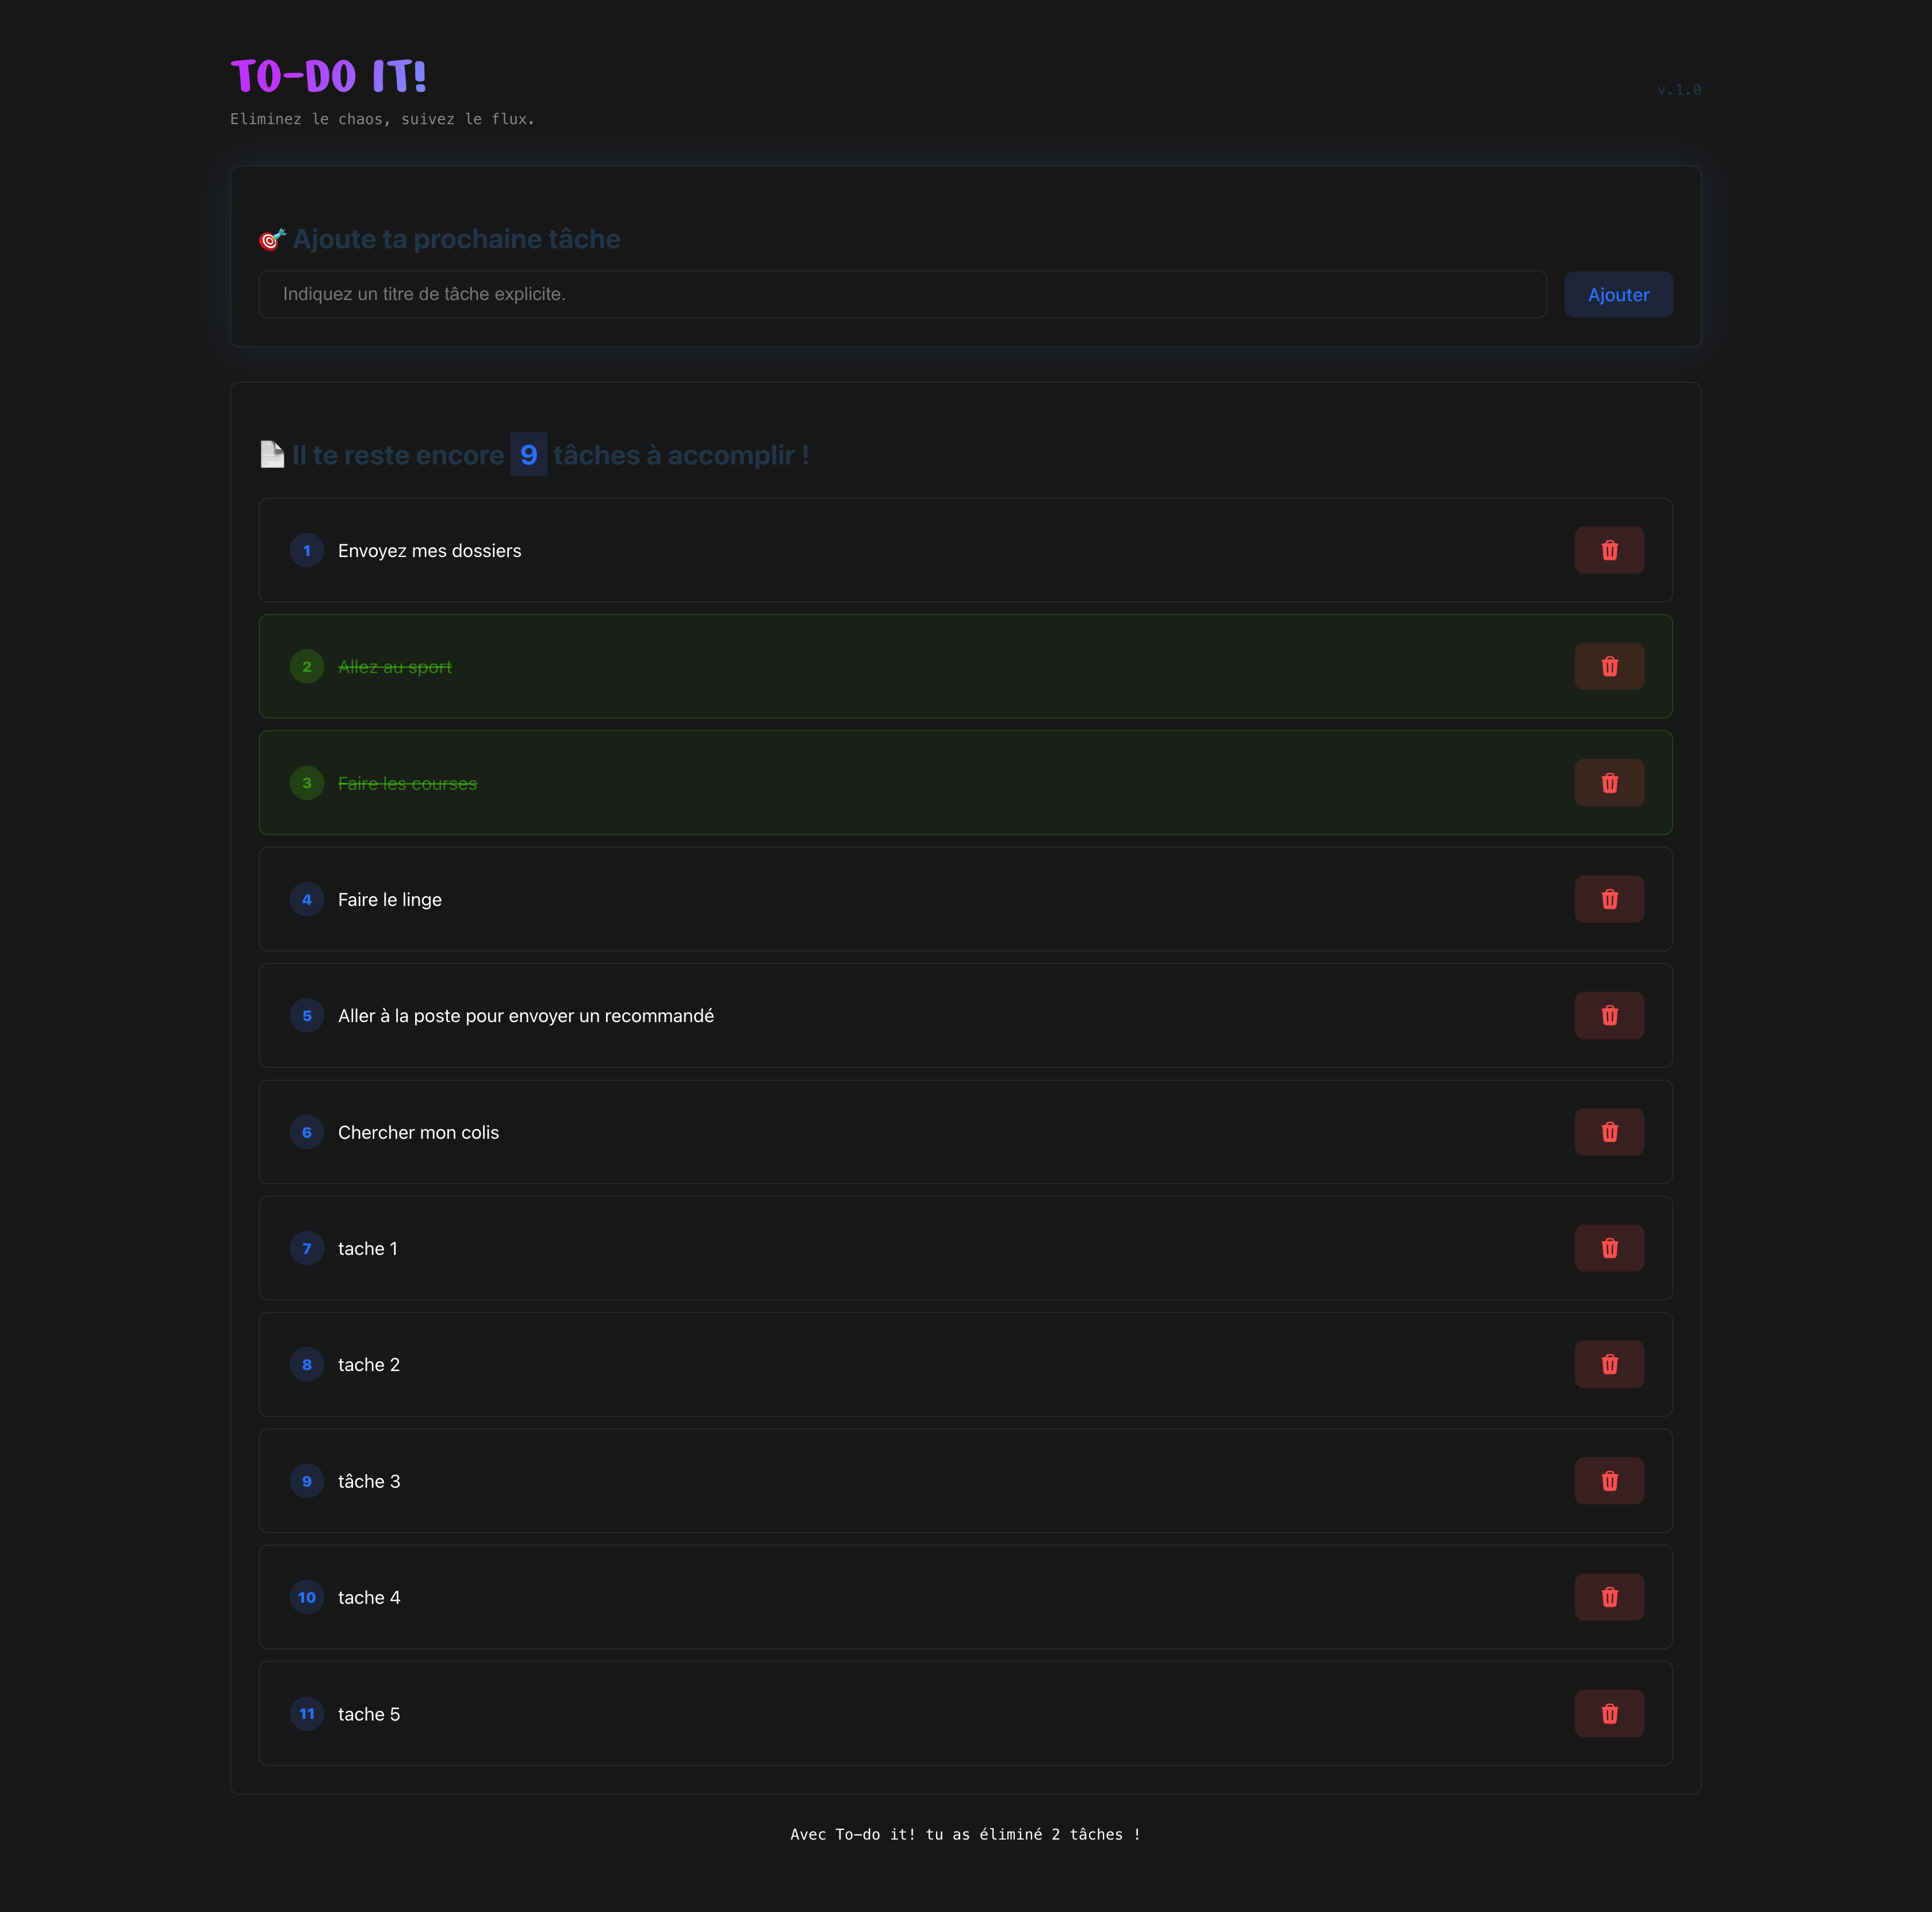 TO-DO IT!
v.1.0
Eliminez le chaos, suivez le flux.
Ajoute ta prochaine tâche
Indiquez un titre de tâche explicite.
Ajouter
Il te reste encore 9 tâches à accomplir !
1 Envoyez mes dossiers
2 Allez au sport
3 Faire les courses
4 Faire le linge
5 Aller à la poste pour envoyer un recommandé
6 Chercher mon colis
7 tache 1
8 tache 2
9 tâche 3
10 tache 4
11 tache 5
Avec To-do it! tu as éliminé 2 tâches !